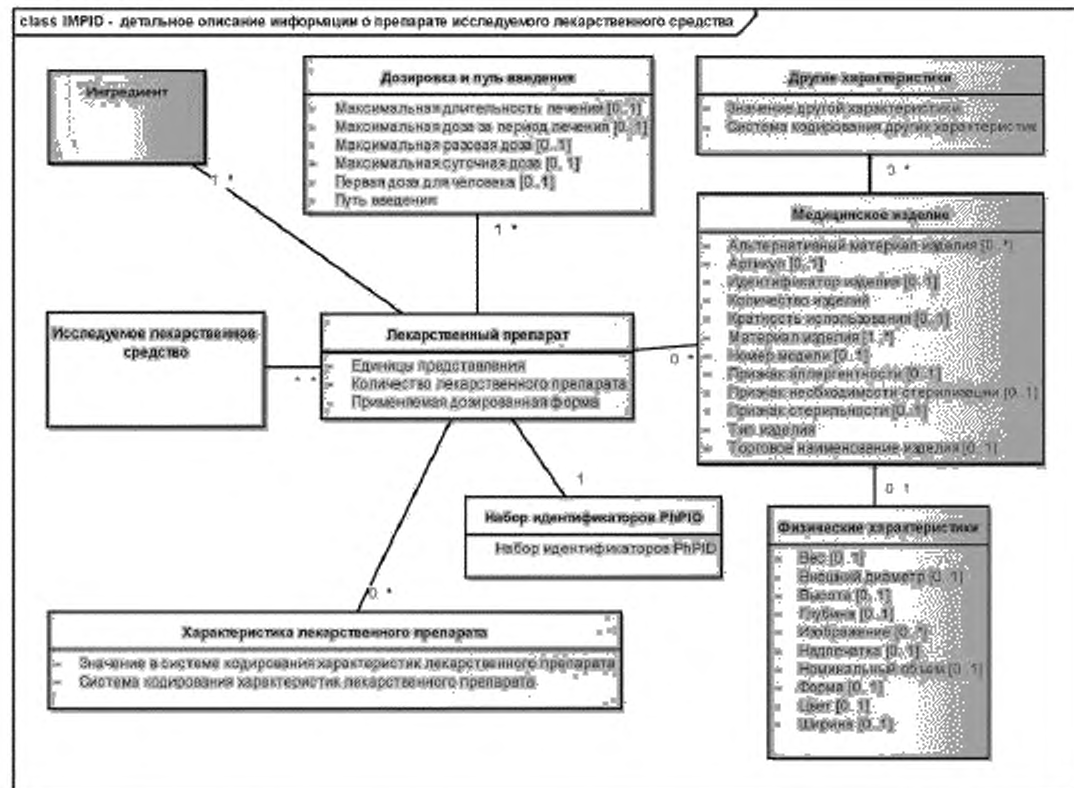 class IMPID - детальное описание информации о препарате исследуемого лекарственного средства
Ингредиент
1 *
Дозировка и путь введения
Максимальная длительность лечения [0..1]
Максимальная доза за период лечения [0..1]
Максимальная разовая доза [0..1]
Максимальная суточная доза [0..1]
Первая доза для человека [0..1]
Путь введения
1 *
Другие характеристики
Значение другой характеристики
Система кодирования других характеристик
0 *
Медицинское изделие
Альтернативный материал изделия [0..*]
Артикул [0..1]
Идентификатор изделия [0..1]
Количество изделий
Кратность использования [0..1]
Материал изделия [1..*]
Номер модели [0..1]
Признак аллергентности [0..1]
Признак необходимости стерилизации [0..1]
Признак стерильности [0..1]
Тип изделия
Торговое наименование изделия [0..1]
Исследуемое лекарственное
средство
* *
Лекарственный препарат
Единицы представления
Количество лекарственного препарата
Применяемая дозированная форма
0 *
0 1
1
Набор идентификаторов PhPID
Набор идентификаторов PhPID
Физические характеристики
Вес [0..1]
Внешний диаметр [0..1]
Высота [0..1]
Глубина [0..1]
Изображение [0..*]
Надпечатка [0..1]
Номинальный объем [0..1]
Форма [0..1]
Цвет [0..1]
Ширина [0..1]
0 *
Характеристика лекарственного препарата
Значение в системе кодирования характеристик лекарственного препарата
Система кодирования характеристик лекарственного препарата